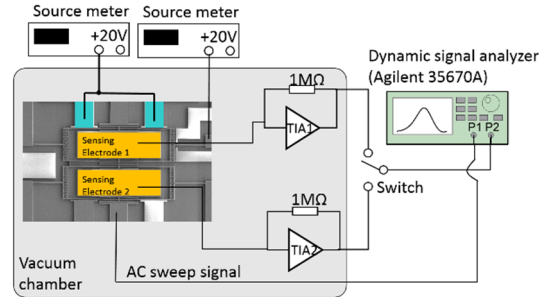 Source meter
Source meter
+20V
+20V
Dynamic signal analyzer
(Agilent 35670A)
1MΩ
TIA1
P1 P2
Sensing
Electrode 1
Sensing
Electrode 2
Switch
1MΩ
TIA2
Vacuum
chamber
AC sweep signal